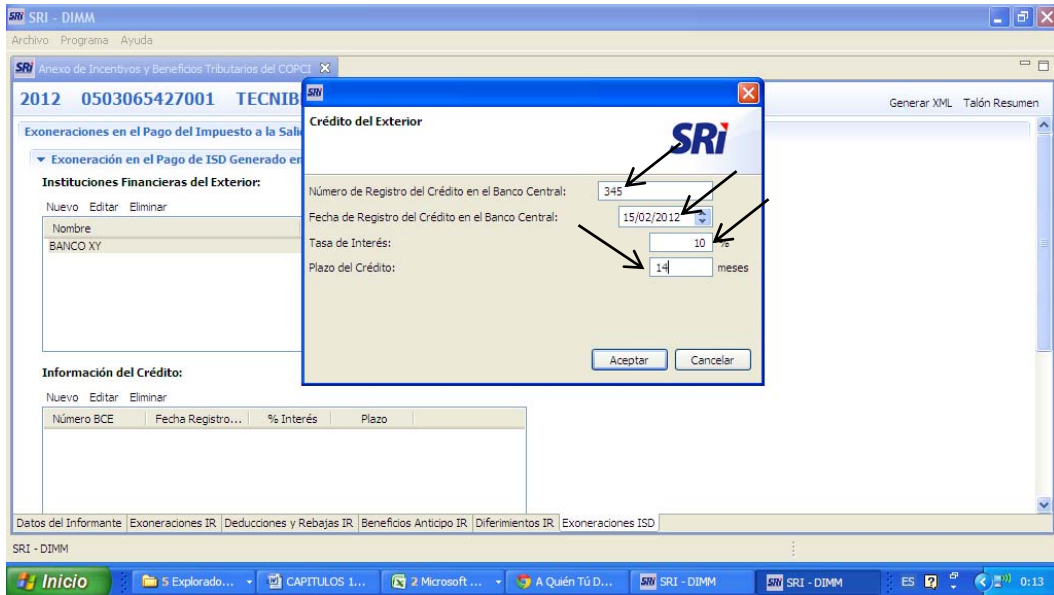 SRi SRI - DIMM
Archivo Programa Ayuda
SRi Anexo de Incentivos y Beneficios Tributarios del COPCI
2012 0503065427001 TECNIB
Generar XML Talón Resumen
Exoneraciones en el Pago del Impuesto a la Sali
Exoneración en el Pago de ISD Generado en
Instituciones Financieras del Exterior:
Nuevo Editar Eliminar
Nombre
BANCO XY
SRi
Crédito del Exterior
SRi
Número de Registro del Crédito en el Banco Central: 345
Fecha de Registro del Crédito en el Banco Central: 15/02/2012
Tasa de Interés: 10 %
Plazo del Crédito: 14 meses
Aceptar Cancelar
Información del Crédito:
Nuevo Editar Eliminar
Número BCE Fecha Registro... % Interés Plazo
Datos del Informante Exoneraciones IR Deducciones y Rebajas IR Beneficios Anticipo IR Diferimientos IR Exoneraciones ISD
SRI - DIMM
Inicio 5 Explorado... CAPITULOS 1... 2 Microsoft ... A Quién Tú D... SRi SRI - DIMM SRi SRI - DIMM ES ? 0:13